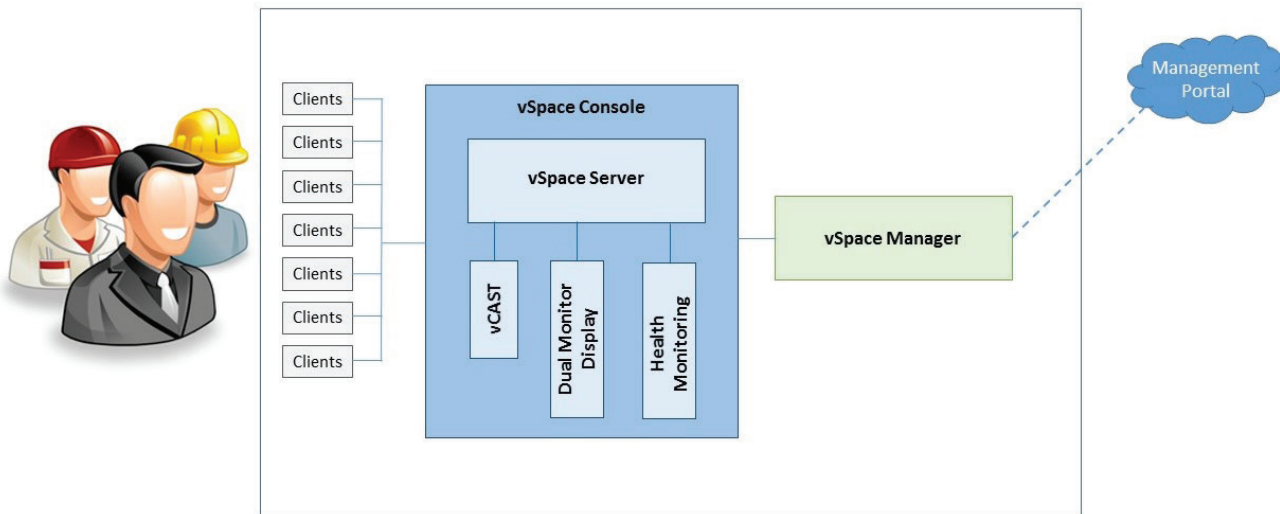 Clients
Clients
Clients
Clients
Clients
Clients
Clients
vSpace Console
vSpace Server
vCAST
Dual Monitor
Display
Health
Monitoring
vSpace Manager
Management
Portal